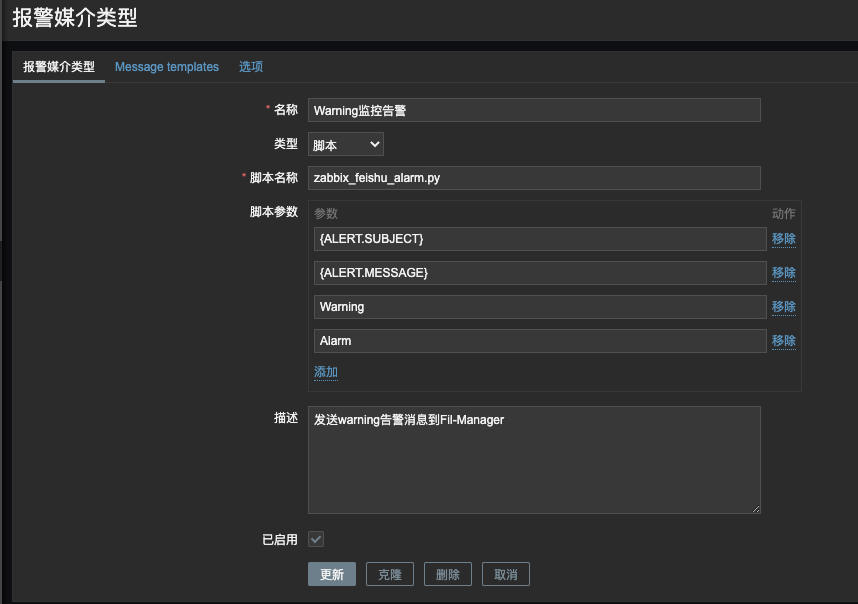 报警媒介类型
报警媒介类型 Message templates 选项
* 名称 Warning监控告警
类型 脚本
* 脚本名称 zabbix_feishu_alarm.py
脚本参数 参数 动作
{ALERT.SUBJECT} 移除
{ALERT.MESSAGE} 移除
Warning 移除
Alarm 移除
添加
描述 发送warning告警消息到Fil-Manager
已启用
更新 克隆 删除 取消